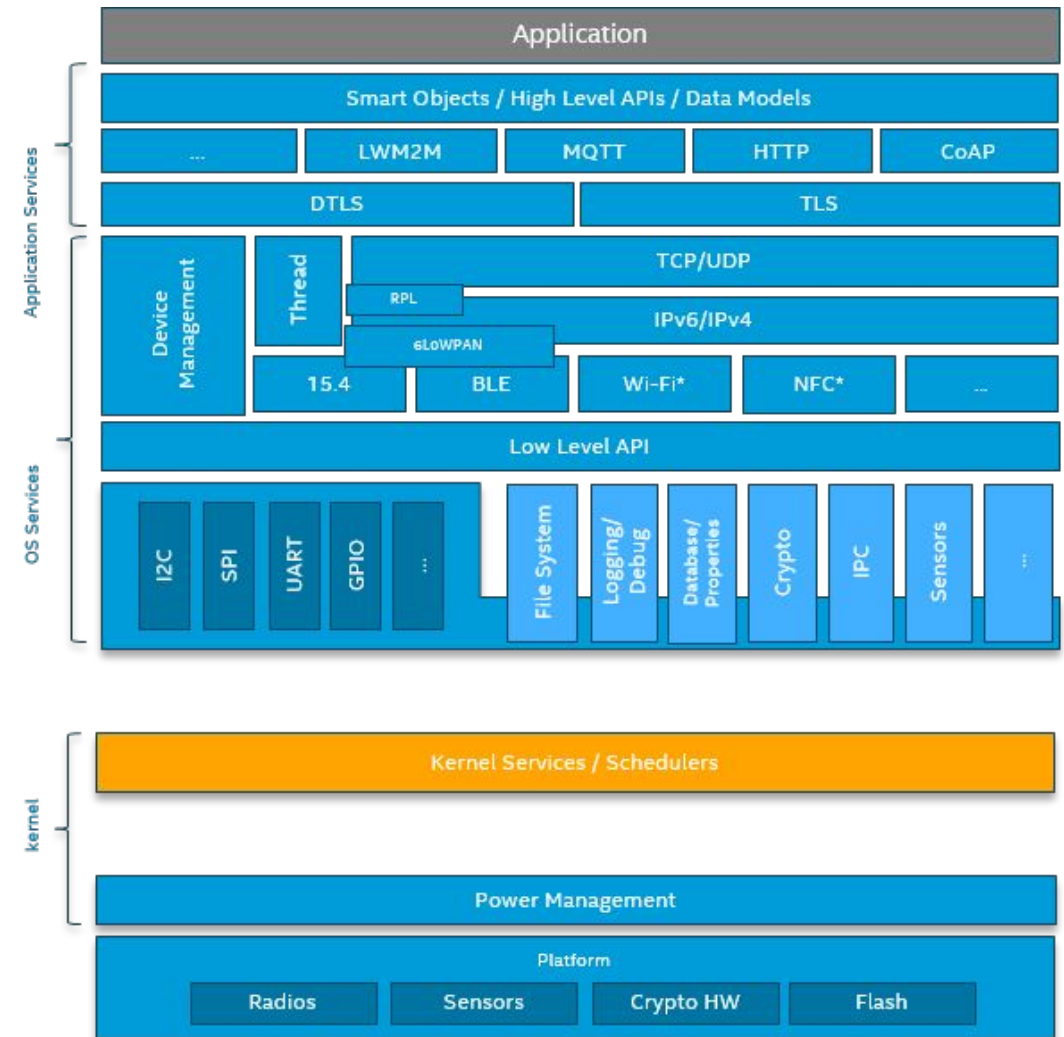 Application
Application Services
Smart Objects / High Level APIs / Data Models
...
LWM2M
MQTT
HTTP
CoAP
DTLS
TLS
OS Services
Device
Management
Thread
TCP/UDP
RPL
IPv6/IPv4
6LoWPAN
15.4
BLE
Wi-Fi*
NFC*
...
Low Level API
I2C
SPI
UART
GPIO
...
File System
Logging/
Debug
Database/
Properties
Crypto
IPC
Sensors
...
kernel
Kernel Services / Schedulers
Power Management
Platform
Radios
Sensors
Crypto HW
Flash